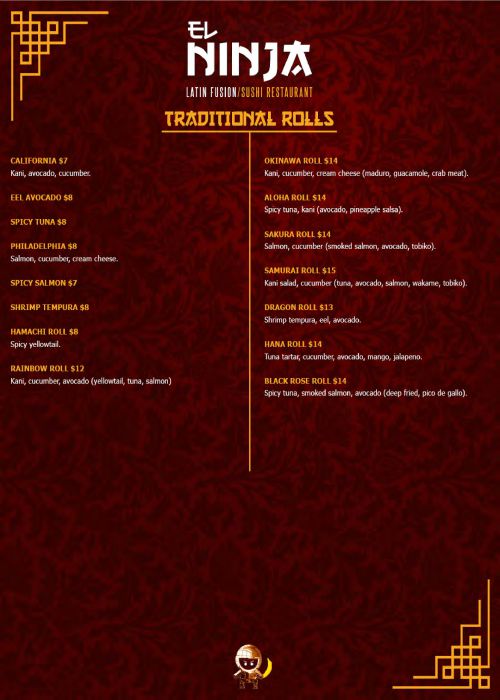 EL
NINJA
LATIN FUSION/SUSHI RESTAURANT
TRADITIONAL ROLLS
CALIFORNIA $7
Kani, avocado, cucumber.
EEL AVOCADO $8
SPICY TUNA $8
PHILADELPHIA $8
Salmon, cucumber, cream cheese.
SPICY SALMON $7
SHRIMP TEMPURA $8
HAMACHI ROLL $8
Spicy yellowtail.
RAINBOW ROLL $12
Kani, cucumber, avocado (yellowtail, tuna, salmon)
OKINAWA ROLL $14
Kani, cucumber, cream cheese (maduro, guacamole, crab meat).
ALOHA ROLL $14
Spicy tuna, kani (avocado, pineapple salsa).
SAKURA ROLL $14
Salmon, cucumber (smoked salmon, avocado, tobiko).
SAMURAI ROLL $15
Kani salad, cucumber (tuna, avocado, salmon, wakame, tobiko).
DRAGON ROLL $13
Shrimp tempura, eel, avocado.
HANA ROLL $14
Tuna tartar, cucumber, avocado, mango, jalapeno.
BLACK ROSE ROLL $14
Spicy tuna, smoked salmon, avocado (deep fried, pico de gallo).